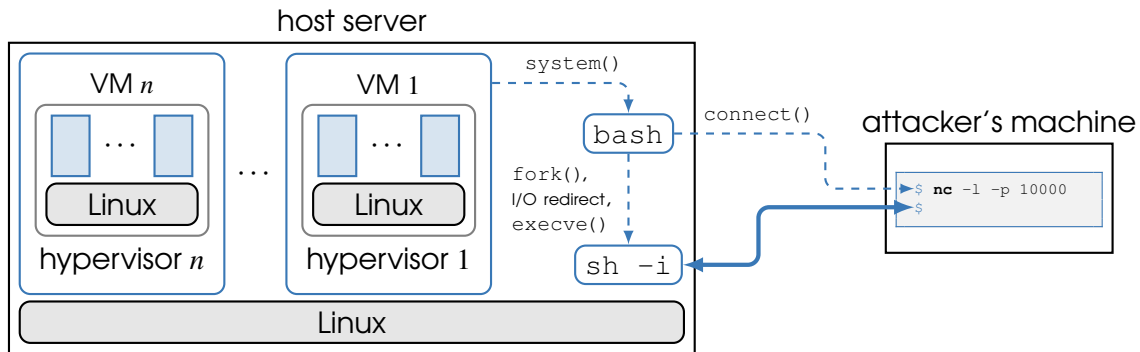 host server
VM n
...
Linux
hypervisor n
...
VM 1
...
Linux
hypervisor 1
system()
bash
fork(),
I/O redirect,
execve()
sh -i
connect()
Linux
attacker's machine
$ nc -l -p 10000
$